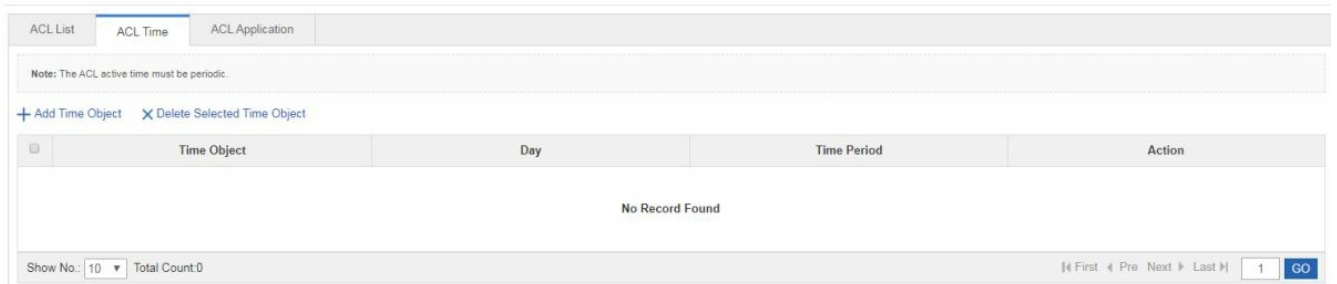 ACL List ACL Time ACL Application
Note: The ACL active time must be periodic.
Add Time Object Delete Selected Time Object
Time Object Day Time Period Action
No Record Found
Show No.: 10 Total Count:0 First Pre Next Last 1 GO